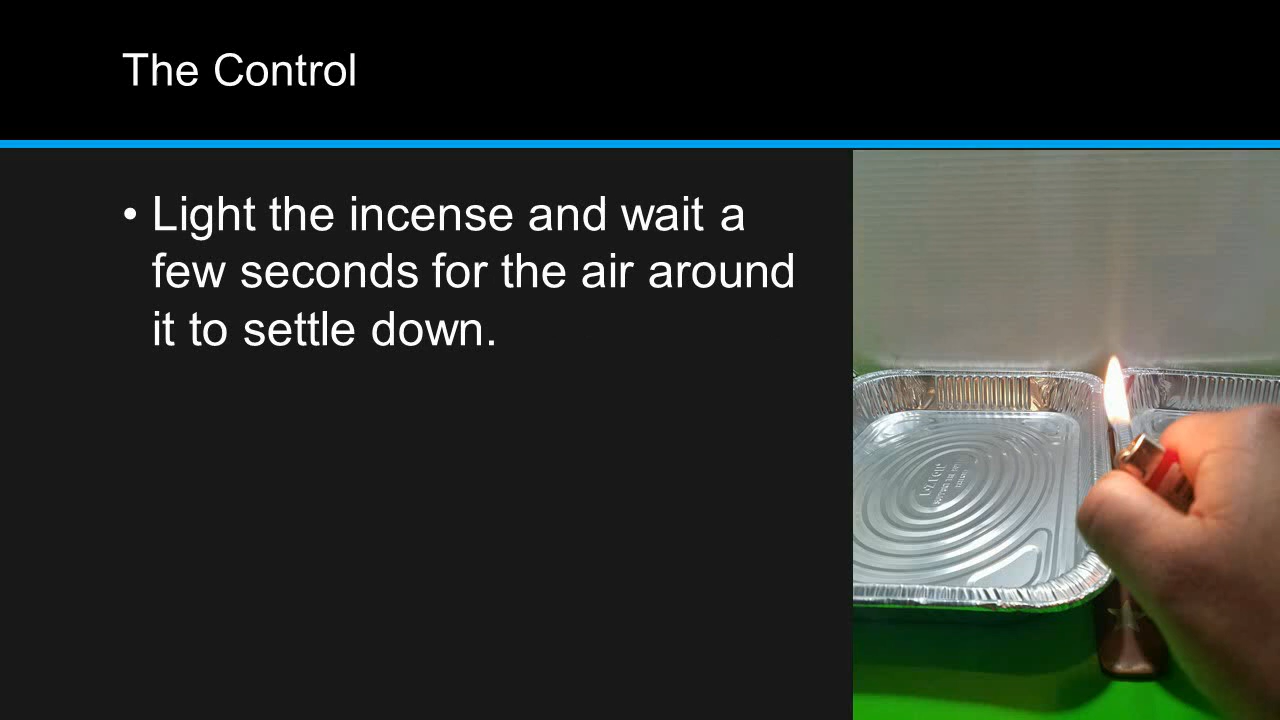 The Control
• Light the incense and wait a
few seconds for the air around
it to settle down.